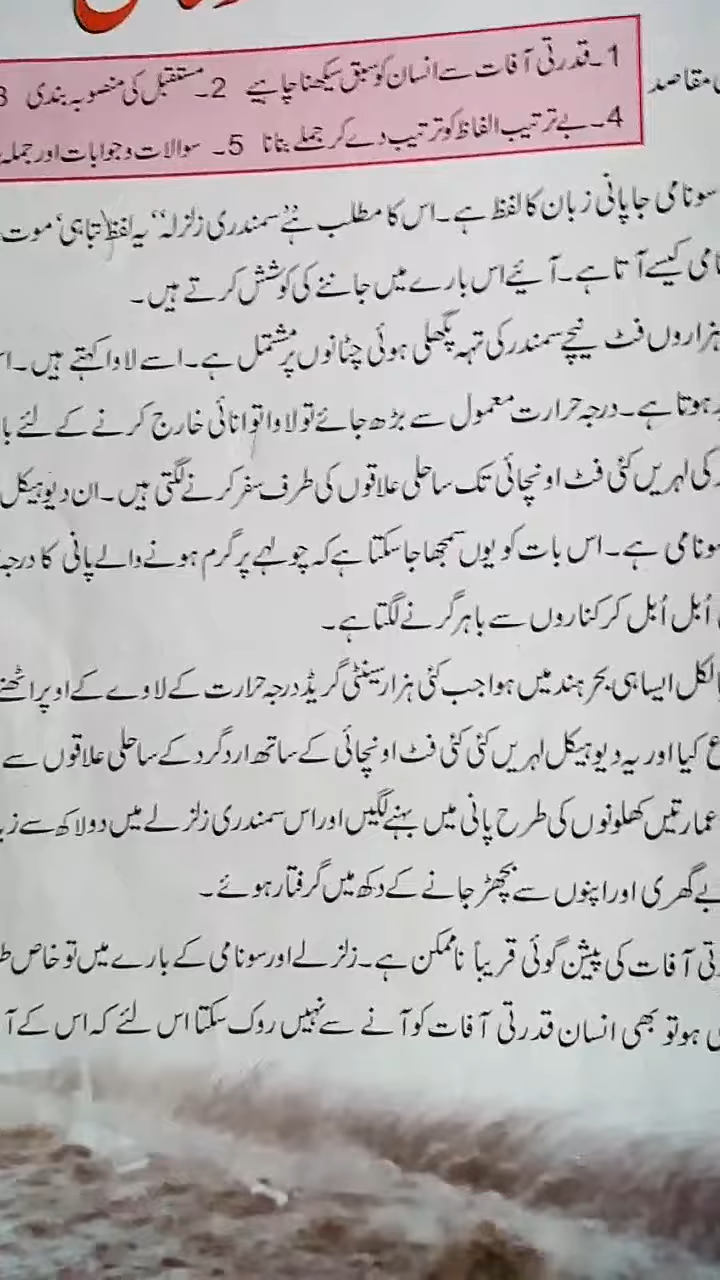 مقاصد
1۔ قدرتی آفات سے انسان کو سبق سیکھنا چاہیے 2۔ مستقبل کی منصوبہ بندی 3
4۔ بے ترتیب الفاظ کو ترتیب دے کر جملے بنانا 5۔ سوالات و جوابات اور جملہ
سونامی جاپانی زبان کا لفظ ہے۔ اس کا مطلب ہے ”سمندری زلزلہ“ یہ لفظ تباہی‘ موت
کیسے آتا ہے۔ آئیے اس بارے میں جاننے کی کوشش کرتے ہیں۔
ہزاروں فٹ نیچے سمندر کی تہہ پگھلی ہوئی چٹانوں پر مشتمل ہے۔ اسے لاوا کہتے ہیں۔
ہوتا ہے۔ درجہ حرارت معمول سے بڑھ جائے تو لاوا توانائی خارج کرنے کے لئے
کی لہریں کئی فٹ اونچائی تک ساحلی علاقوں کی طرف سفر کرنے لگتی ہیں۔ ان دیوہیکل
سونامی ہے۔ اس بات کو یوں سمجھا جا سکتا ہے کہ چولہے پر گرم ہونے والے پانی کا درجہ
اُبل اُبل کر کناروں سے باہر گرنے لگتا ہے۔
ایسا ہی بحر ہند میں ہوا جب کئی ہزار سینٹی گریڈ درجہ حرارت کے لاوے کے اوپر اٹھنے
کیا اور یہ دیوہیکل لہریں کئی کئی فٹ اونچائی کے ساتھ اردگرد کے ساحلی علاقوں سے
عمارتیں کھلونوں کی طرح پانی میں بہنے لگیں اور اس سمندری زلزلے میں دو لاکھ سے
بے گھری اور اپنوں سے بچھڑ جانے کے دکھ میں گرفتار ہوئے۔
آفات کی پیشن گوئی قریباً ناممکن ہے۔ زلزلے اور سونامی کے بارے میں تو خاص
ہو تو بھی انسان قدرتی آفات کو آنے سے نہیں روک سکتا اس لئے کہ اس کے آ